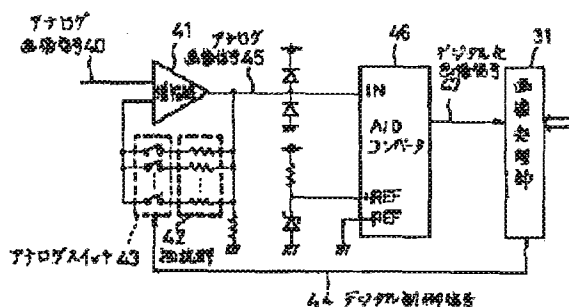 アナログ
画像信号40
41
増幅器
アナログ
画像信号45
46
IN
A/D
コンバータ
+REF
-REF
デジタル化
画像信号
47
31
画像処理部
アナログスイッチ43
42
抵抗群
44 デジタル制御信号